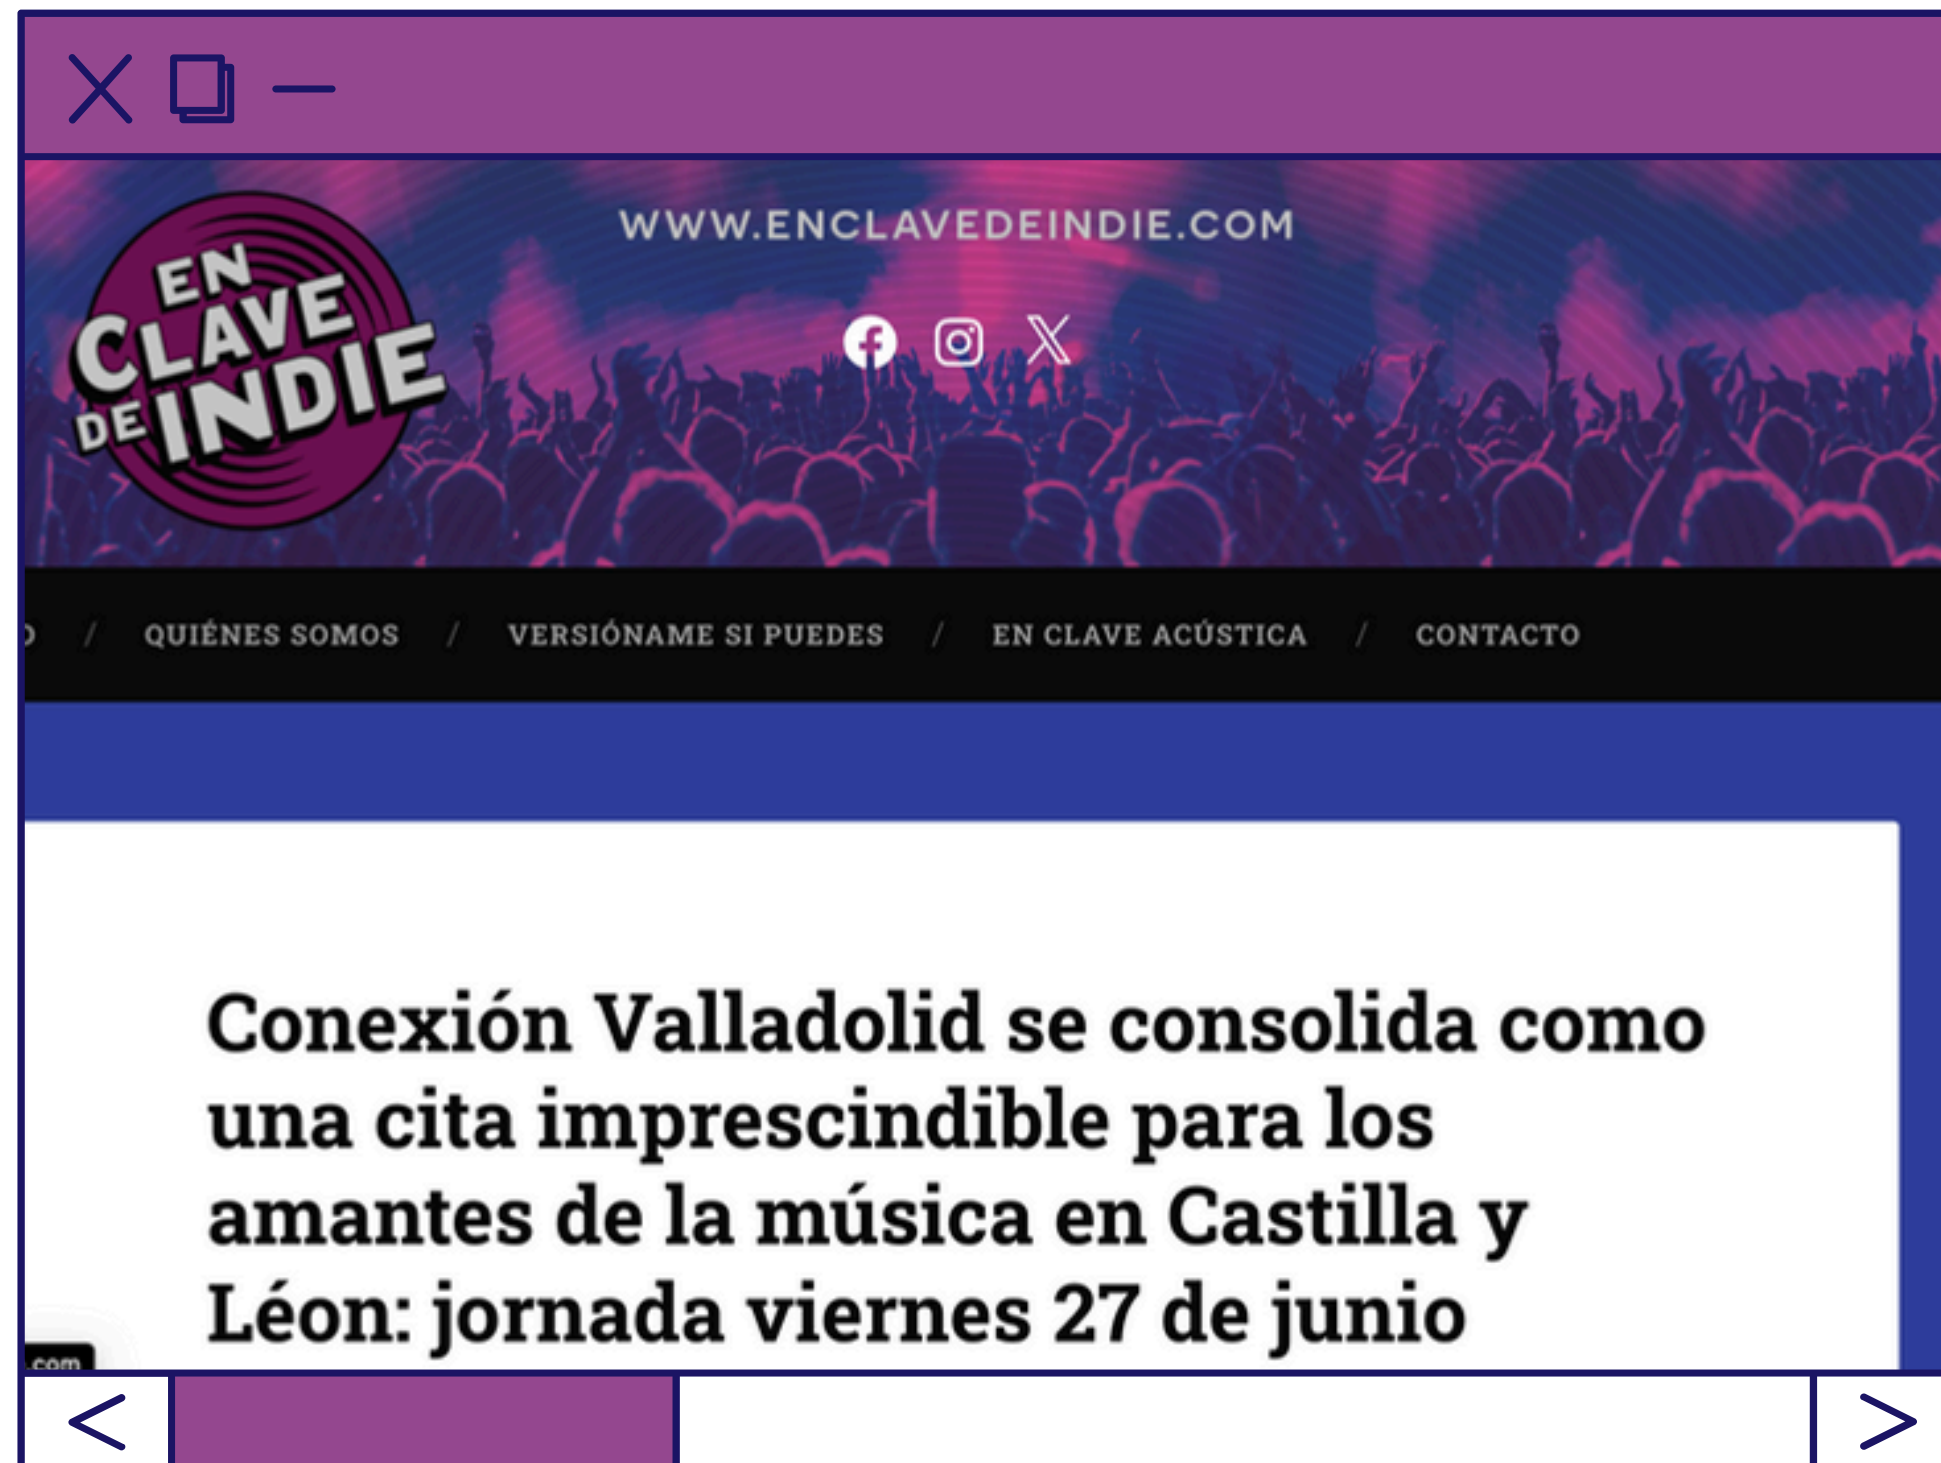 WWW.ENCLAVEDEINDIE.COM
EN
CLAVE
DE INDIE
/ QUIÉNES SOMOS / VERSIÓNAME SI PUEDES / EN CLAVE ACÚSTICA / CONTACTO
Conexión Valladolid se consolida como
una cita imprescindible para los
amantes de la música en Castilla y
Léon: jornada viernes 27 de junio
.com